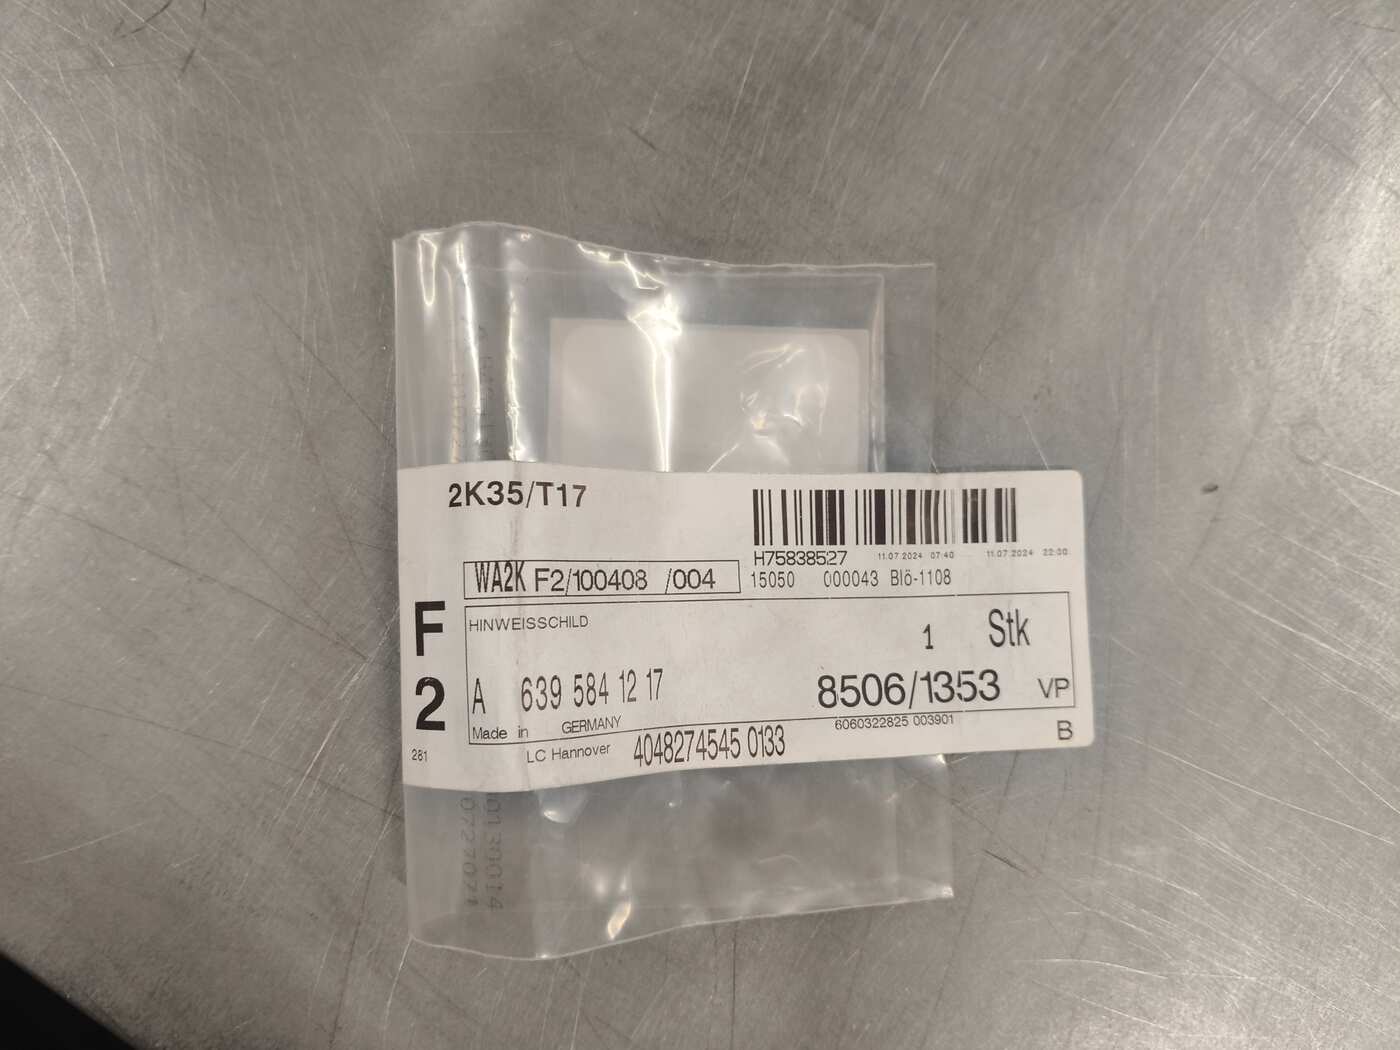 2K35/T17
H75838527 11.07.2024 07:40 11.07.2024 22:00
15050 000043 Blö-1108
WA2K F2/100408 /004
F
2
281
HINWEISSCHILD
1 Stk
A 639 584 12 17
8506/1353 VP
Made in GERMANY
6060322825 003901
LC Hannover 4048274545 0133
B